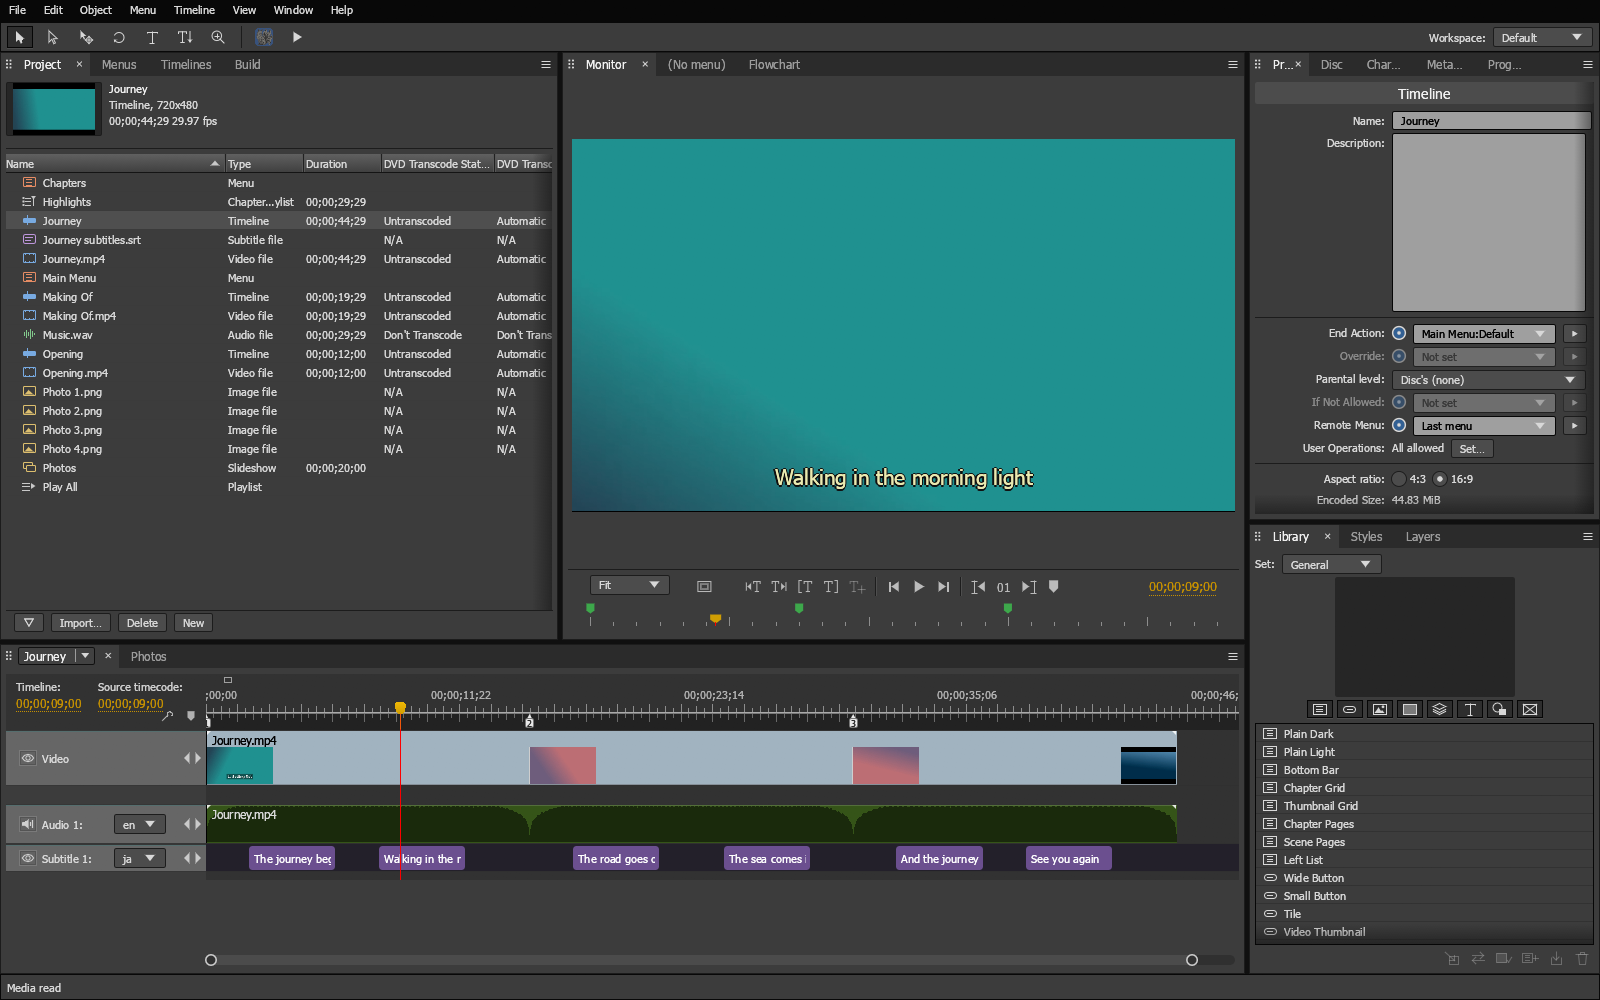 File Edit Object Menu Timeline View Window Help
Workspace: Default
Project × Menus Timelines Build
Journey
Timeline, 720x480
00;00;44;29 29.97 fps
Name Type Duration DVD Transcode Stat... DVD Transc
Chapters Menu
Highlights Chapter...ylist 00;00;29;29
Journey Timeline 00;00;44;29 Untranscoded Automatic
Journey subtitles.srt Subtitle file N/A N/A
Journey.mp4 Video file 00;00;44;29 Untranscoded Automatic
Main Menu Menu
Making Of Timeline 00;00;19;29 Untranscoded Automatic
Making Of.mp4 Video file 00;00;19;29 Untranscoded Automatic
Music.wav Audio file 00;00;29;29 Don't Transcode Don't Trans
Opening Timeline 00;00;12;00 Untranscoded Automatic
Opening.mp4 Video file 00;00;12;00 Untranscoded Automatic
Photo 1.png Image file N/A N/A
Photo 2.png Image file N/A N/A
Photo 3.png Image file N/A N/A
Photo 4.png Image file N/A N/A
Photos Slideshow 00;00;20;00
Play All Playlist
Import... Delete New
Monitor × (No menu) Flowchart
Walking in the morning light
Fit 01 00;00;09;00
Pr... × Disc Char... Meta... Prog...
Timeline
Name: Journey
Description:
End Action: Main Menu:Default
Override: Not set
Parental level: Disc's (none)
If Not Allowed: Not set
Remote Menu: Last menu
User Operations: All allowed Set...
Aspect ratio: 4:3 16:9
Encoded Size: 44.83 MiB
Library × Styles Layers
Set: General
Plain Dark
Plain Light
Bottom Bar
Chapter Grid
Thumbnail Grid
Chapter Pages
Scene Pages
Left List
Wide Button
Small Button
Tile
Video Thumbnail
Journey × Photos
Timeline: Source timecode:
00;00;09;00 00;00;09;00
;00;00 00;00;11;22 00;00;23;14 00;00;35;06 00;00;46;
2 3
Video Journey.mp4
Audio 1: en Journey.mp4
Subtitle 1: ja The journey beg Walking in the r The road goes o The sea comes i And the journey See you again
Media read